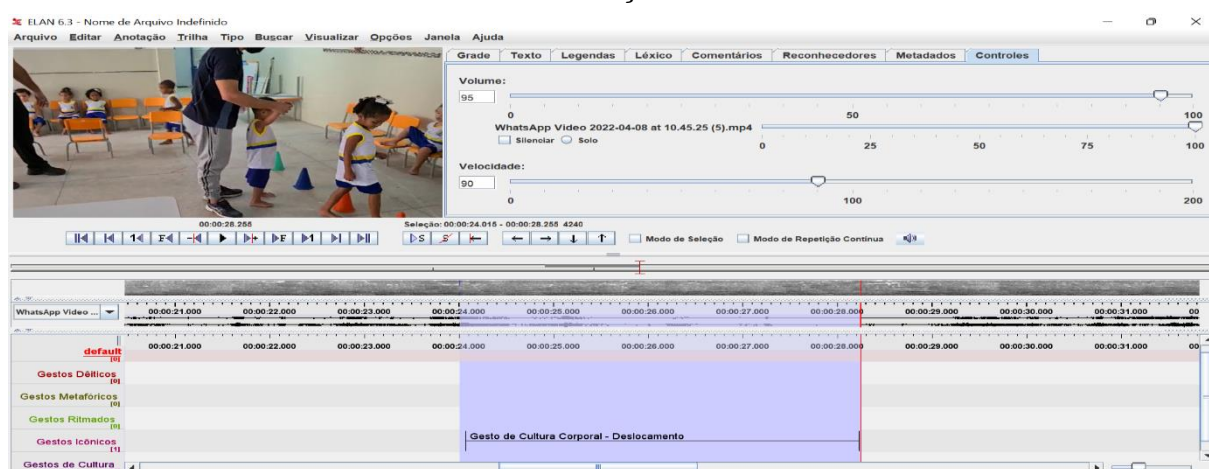 ELAN 6.3 - Nome de Arquivo Indefinido
Arquivo Editar Anotação Trilha Tipo Buscar Visualizar Opções Janela Ajuda
Grade Texto Legendas Léxico Comentários Reconhecedores Metadados Controles
Volume:
95
0 50 100
WhatsApp Video 2022-04-08 at 10.45.25 (5).mp4
Silenciar Solo
0 25 50 75 100
Velocidade:
90
0 100 200
00:00:28.255
Seleção: 00:00:24.015 - 00:00:28.255 4240
Modo de Seleção Modo de Repetição Contínua
WhatsApp Video ...
00:00:21.000 00:00:22.000 00:00:23.000 00:00:24.000 00:00:25.000 00:00:26.000 00:00:27.000 00:00:28.000 00:00:29.000 00:00:30.000 00:00:31.000 00
00:00:21.000 00:00:22.000 00:00:23.000 00:00:24.000 00:00:25.000 00:00:26.000 00:00:27.000 00:00:28.000 00:00:29.000 00:00:30.000 00:00:31.000 00
default
[0]
Gestos Dêiticos
[0]
Gestos Metafóricos
[0]
Gestos Ritmados
[0]
Gestos Icônicos
[1]
Gesto de Cultura Corporal - Deslocamento
Gestos de Cultura